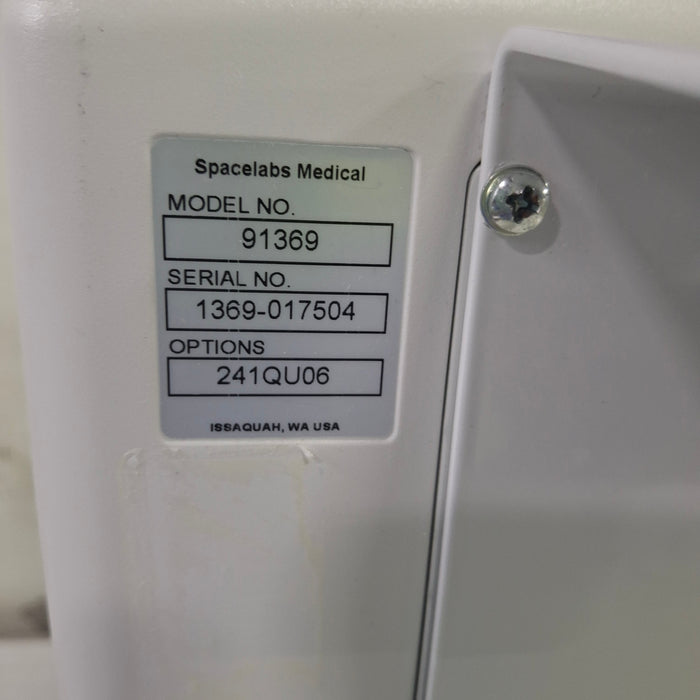 Spacelabs Medical
MODEL NO.
91369
SERIAL NO.
1369-017504
OPTIONS
241QU06
ISSAQUAH, WA USA